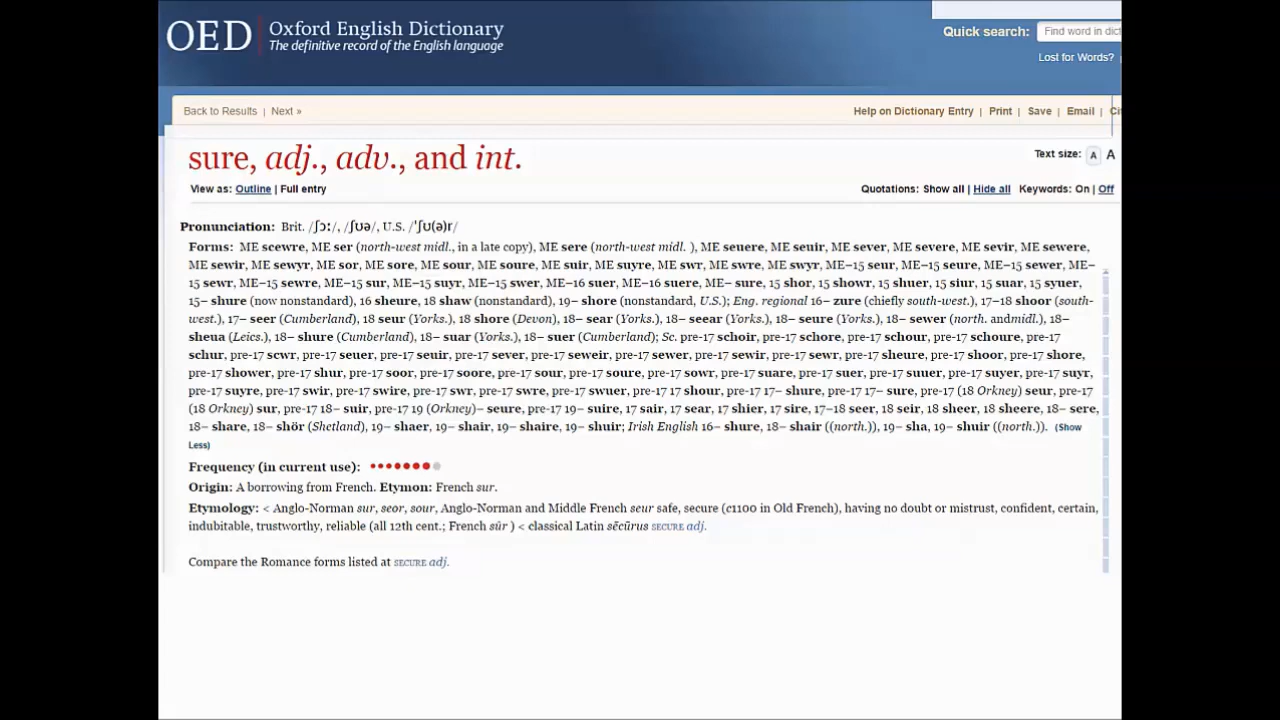 OED Oxford English Dictionary
The definitive record of the English language
Quick search: Find word in dict
Lost for Words? |
Back to Results | Next »
Help on Dictionary Entry | Print | Save | Email | Cit
sure, adj., adv., and int.
Text size: A A
View as: Outline | Full entry
Quotations: Show all | Hide all Keywords: On | Off
Pronunciation: Brit. /ʃɔː/, /ʃʊə/, U.S. /ˈʃʊ(ə)r/
Forms: ME scewre, ME ser (north-west midl., in a late copy), ME sere (north-west midl. ), ME seuere, ME seuir, ME sever, ME severe, ME sevir, ME sewere,
ME sewir, ME sewyr, ME sor, ME sore, ME sour, ME soure, ME suir, ME suyre, ME swr, ME swre, ME swyr, ME–15 seur, ME–15 seure, ME–15 sewer, ME–
15 sewr, ME–15 sewre, ME–15 sur, ME–15 suyr, ME–15 swer, ME–16 suer, ME–16 suere, ME– sure, 15 shor, 15 showr, 15 shuer, 15 siur, 15 suar, 15 syuer,
15– shure (now nonstandard), 16 sheure, 18 shaw (nonstandard), 19– shore (nonstandard, U.S.); Eng. regional 16– zure (chiefly south-west.), 17–18 shoor (south-
west.), 17– seer (Cumberland), 18 seur (Yorks.), 18 shore (Devon), 18– sear (Yorks.), 18– seear (Yorks.), 18– seure (Yorks.), 18– sewer (north. andmidl.), 18–
sheua (Leics.), 18– shure (Cumberland), 18– suar (Yorks.), 18– suer (Cumberland); Sc. pre-17 schoir, pre-17 schore, pre-17 schour, pre-17 schoure, pre-17
schur, pre-17 scwr, pre-17 seuer, pre-17 seuir, pre-17 sever, pre-17 seweir, pre-17 sewer, pre-17 sewir, pre-17 sewr, pre-17 sheure, pre-17 shoor, pre-17 shore,
pre-17 shower, pre-17 shur, pre-17 soor, pre-17 soore, pre-17 sour, pre-17 soure, pre-17 sowr, pre-17 suare, pre-17 suer, pre-17 suuer, pre-17 suyer, pre-17 suyr,
pre-17 suyre, pre-17 swir, pre-17 swire, pre-17 swr, pre-17 swre, pre-17 swuer, pre-17 17 shour, pre-17 17– shure, pre-17 17– sure, pre-17 (18 Orkney) seur, pre-17
(18 Orkney) sur, pre-17 18– suir, pre-17 19 (Orkney)– seure, pre-17 19– suire, 17 sair, 17 sear, 17 shier, 17 sire, 17–18 seer, 18 seir, 18 sheer, 18 sheere, 18– sere,
18– share, 18– shör (Shetland), 19– shaer, 19– shair, 19– shaire, 19– shuir; Irish English 16– shure, 18– shair ((north.)), 19– sha, 19– shuir ((north.)). (Show
Less)
Frequency (in current use):
Origin: A borrowing from French. Etymon: French sur.
Etymology: < Anglo-Norman sur, seor, sour, Anglo-Norman and Middle French seur safe, secure (c1100 in Old French), having no doubt or mistrust, confident, certain,
indubitable, trustworthy, reliable (all 12th cent.; French sûr ) < classical Latin sēcūrus SECURE adj.
Compare the Romance forms listed at SECURE adj.